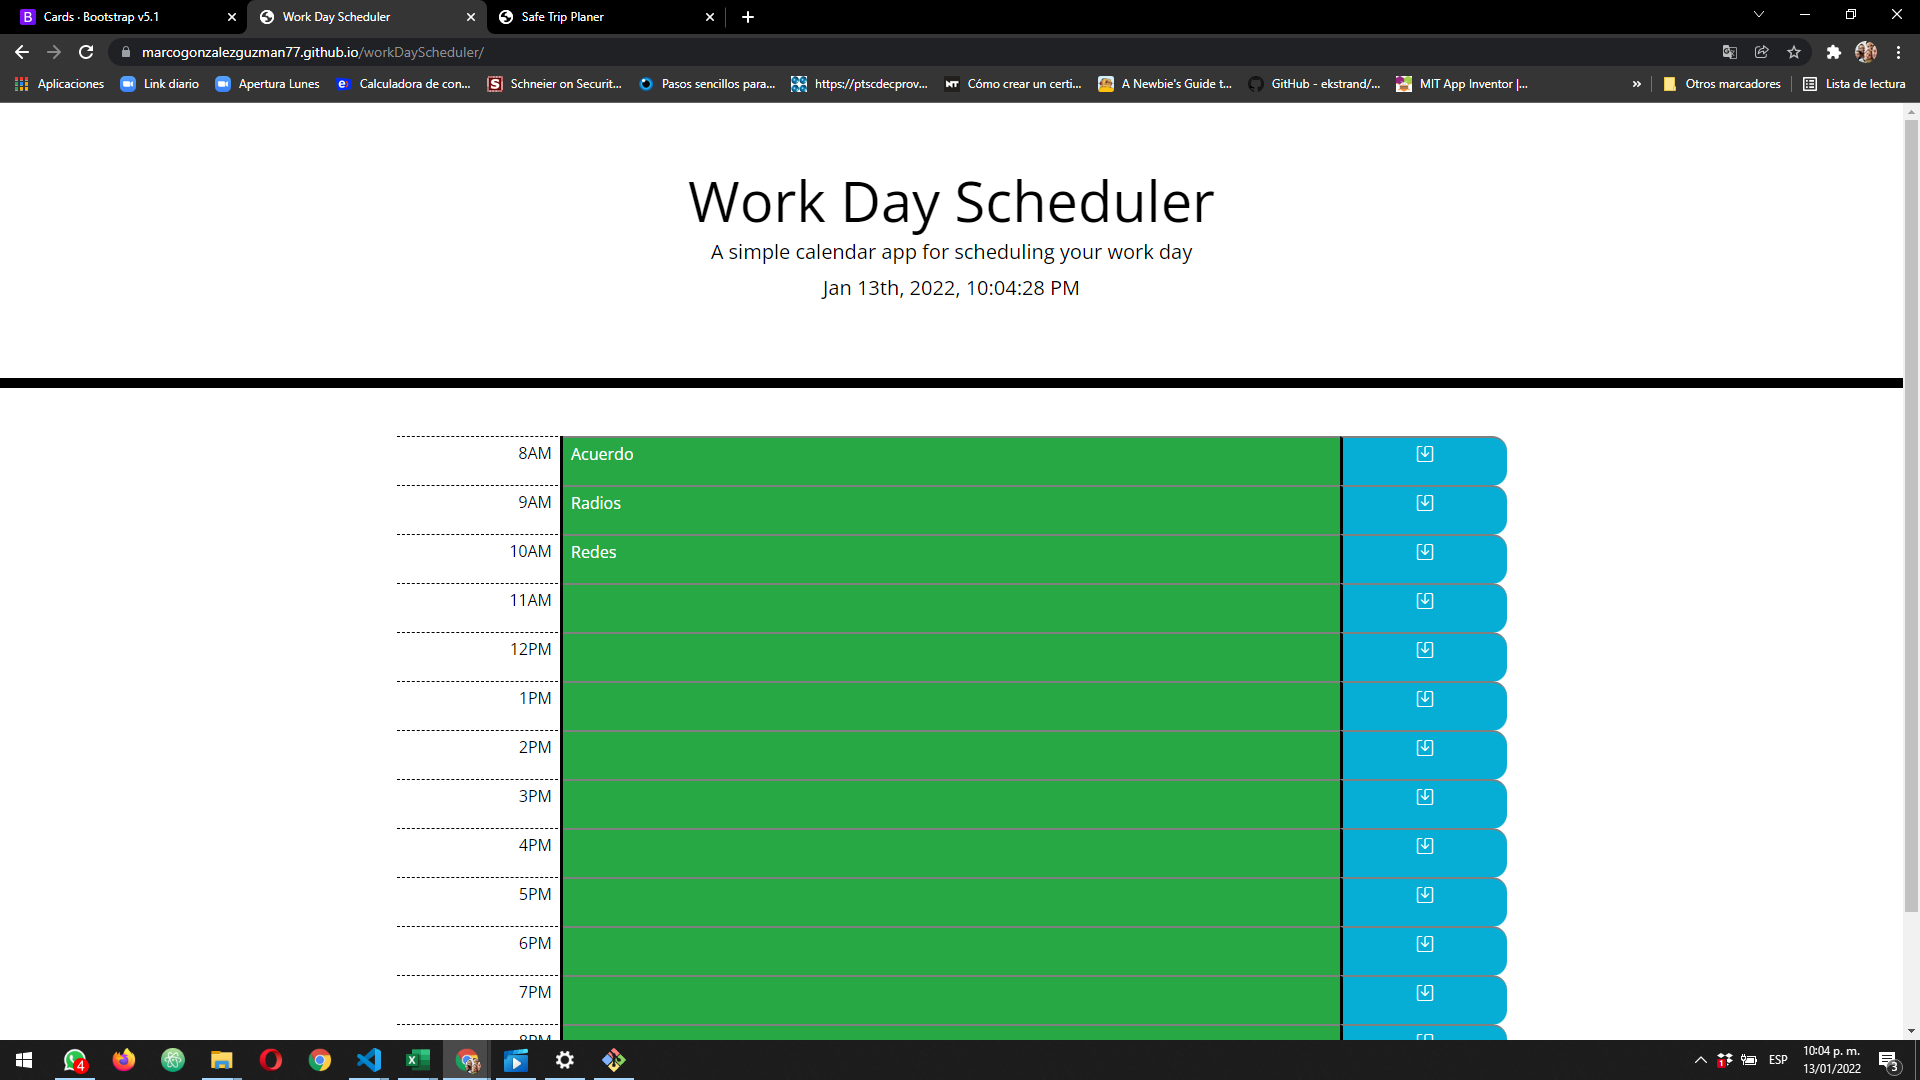 Cards · Bootstrap v5.1
Work Day Scheduler
Safe Trip Planer
marcogonzalezguzman77.github.io/workDayScheduler/
Aplicaciones
Link diario
Apertura Lunes
Calculadora de con...
Schneier on Securit...
Pasos sencillos para...
https://ptscdecprov...
Cómo crear un certi...
A Newbie's Guide t...
GitHub - ekstrand/...
MIT App Inventor |...
»
Otros marcadores
Lista de lectura
Work Day Scheduler
A simple calendar app for scheduling your work day
Jan 13th, 2022, 10:04:28 PM
8AM Acuerdo
9AM Radios
10AM Redes
11AM
12PM
1PM
2PM
3PM
4PM
5PM
6PM
7PM
8PM
4
1
ESP
10:04 p. m.
13/01/2022
3